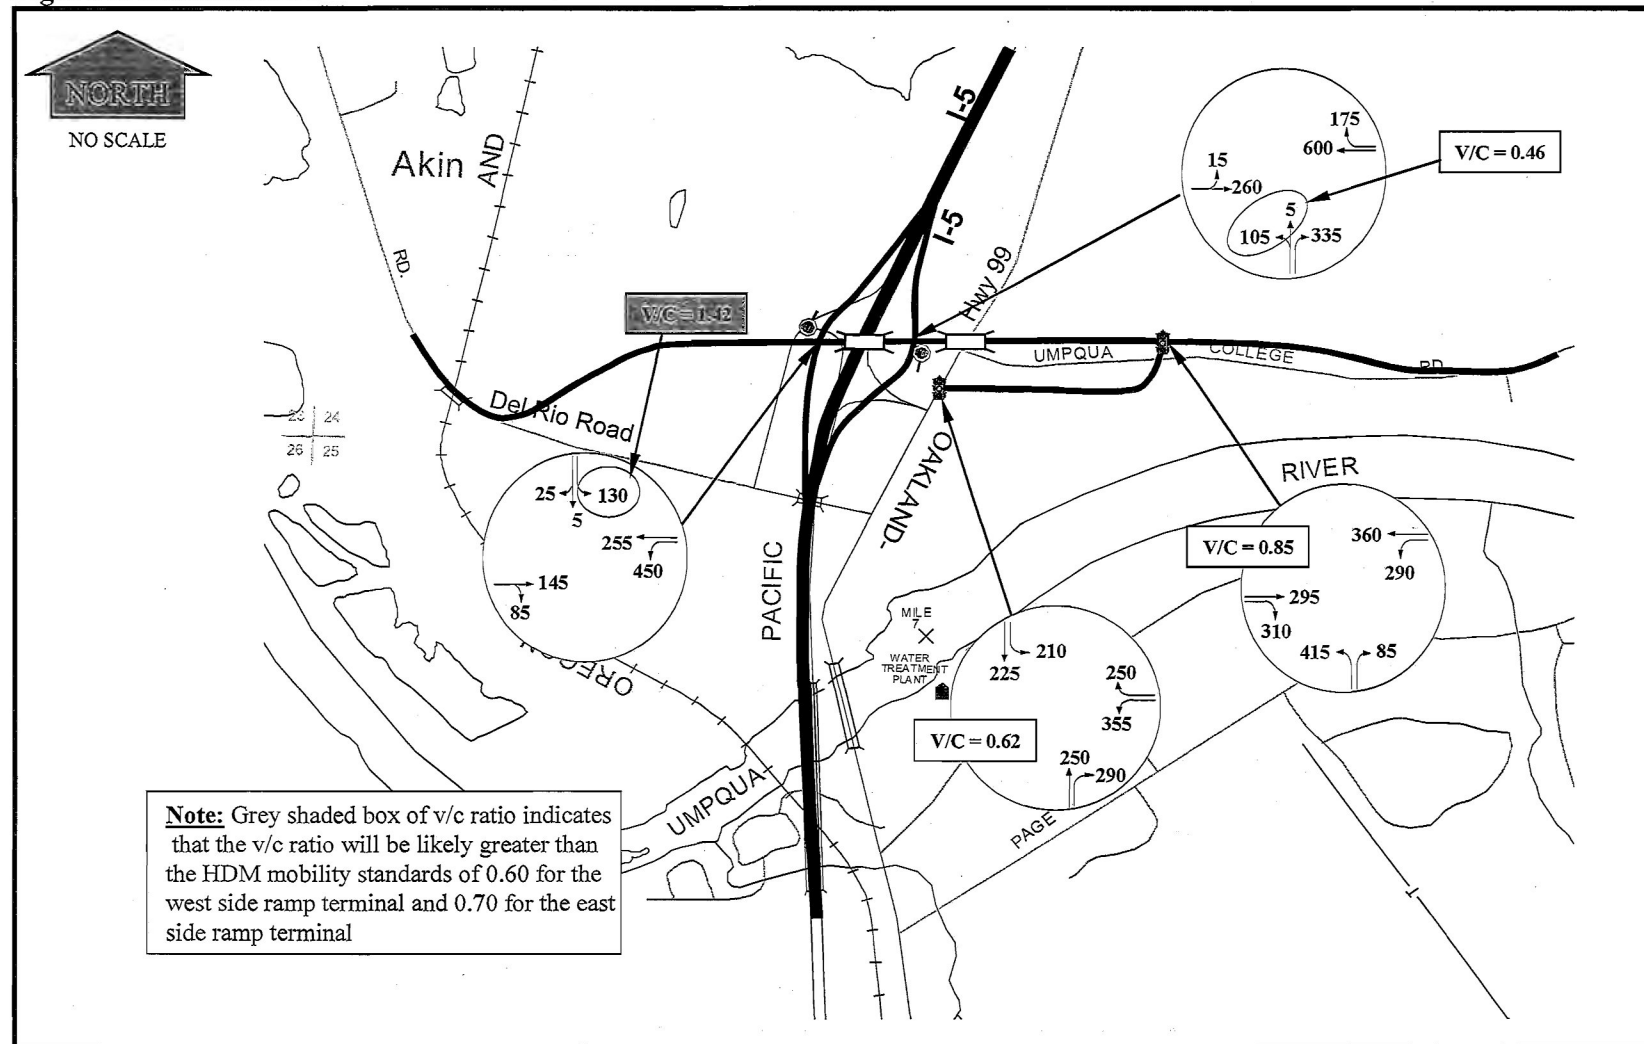 NORTH
NO SCALE
Akin
AND
RD.
I-5
I-5
Hwy 99
175
600
15
260
5
105
335
V/C = 0.46
V/C = 1.42
UMPQUA
COLLEGE
RD
Del Rio Road
23 24
26 25
OAKLAND-
RIVER
25
130
5
255
450
145
85
PACIFIC
V/C = 0.85
360
290
295
310
415
85
MILE
7
WATER
TREATMENT
PLANT
210
225
250
355
250
290
V/C = 0.62
UMPQUA
PAGE
Note: Grey shaded box of v/c ratio indicates
that the v/c ratio will be likely greater than
the HDM mobility standards of 0.60 for the
west side ramp terminal and 0.70 for the east
side ramp terminal